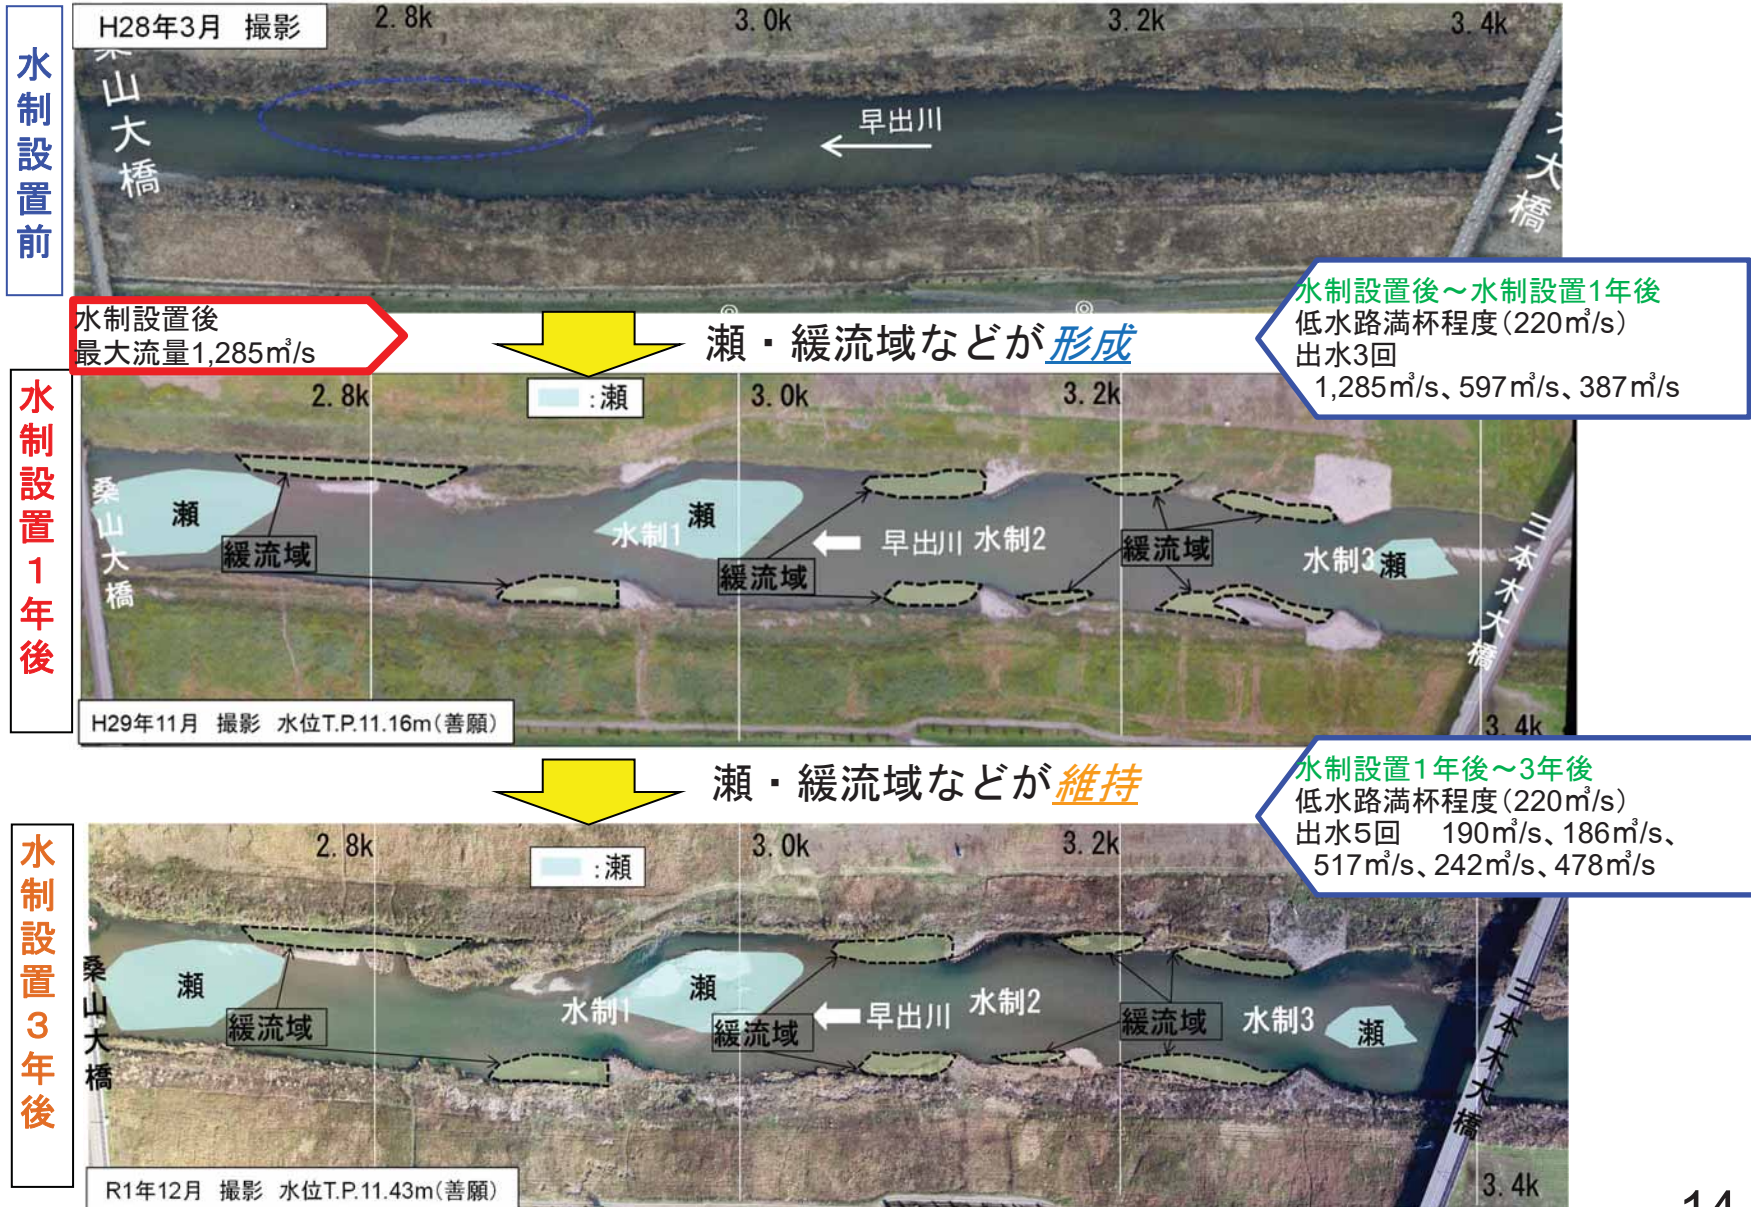 水制設置前
H28年3月 撮影
2.8k
3.0k
3.2k
3.4k
山大橋
早出川
大橋
水制設置後
最大流量1,285㎥/s
瀬・緩流域などが形成
水制設置後～水制設置1年後
低水路満杯程度(220㎥/s)
出水3回
1,285㎥/s、597㎥/s、387㎥/s
水制設置1年後
2.8k
:瀬
3.0k
3.2k
桑山大橋
瀬
緩流域
水制1
瀬
緩流域
早出川
水制2
緩流域
水制3
瀬
三本木大橋
H29年11月 撮影 水位T.P.11.16m(善願)
3.4k
瀬・緩流域などが維持
水制設置1年後～3年後
低水路満杯程度(220㎥/s)
出水5回 190㎥/s、186㎥/s、
517㎥/s、242㎥/s、478㎥/s
水制設置3年後
2.8k
:瀬
3.0k
3.2k
桑山大橋
瀬
緩流域
水制1
瀬
緩流域
早出川
水制2
緩流域
水制3
瀬
三本木大橋
R1年12月 撮影 水位T.P.11.43m(善願)
3.4k
14